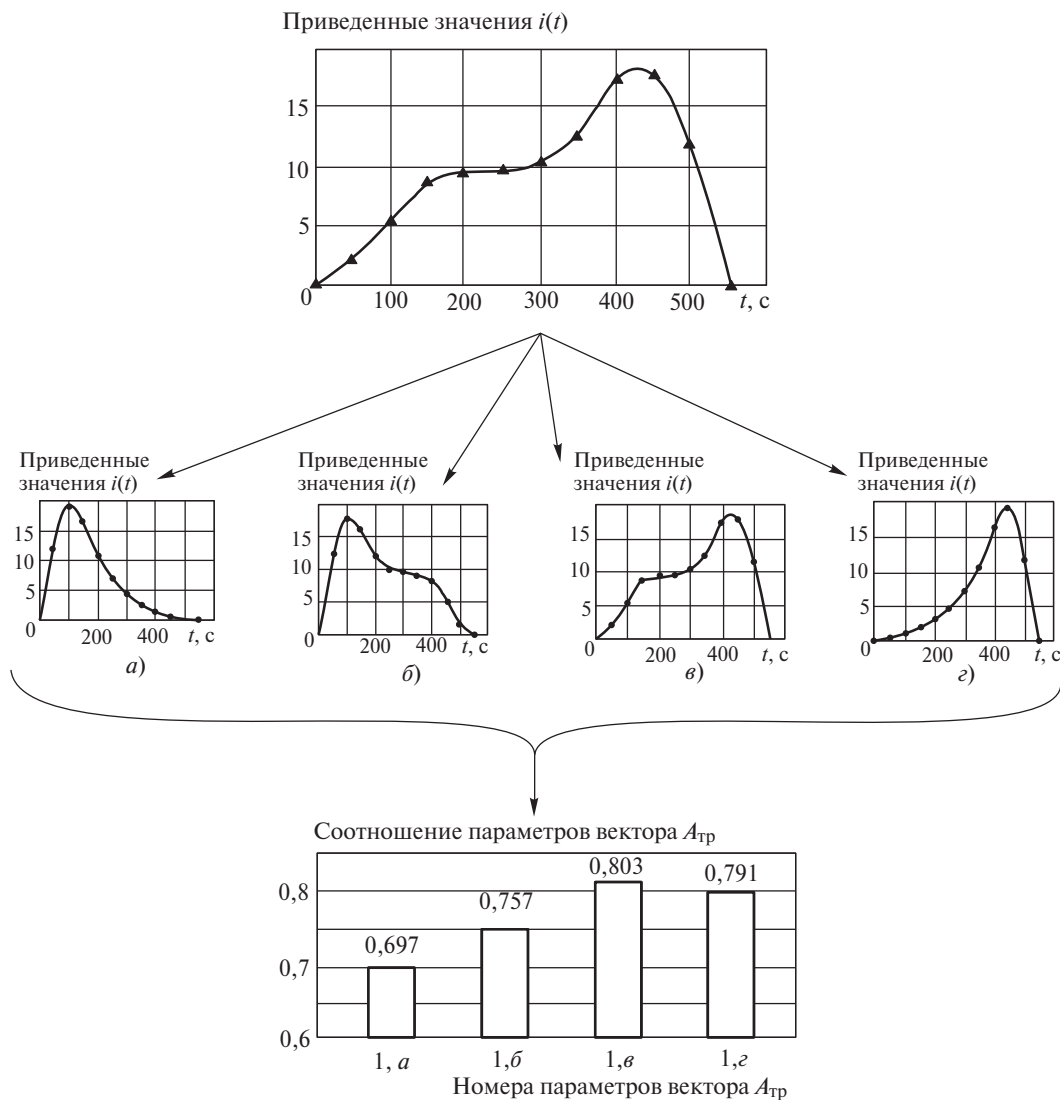 Приведенные значения i(t)
15
10
5
0
100
200
300
400
500
t, с
Приведенные
значения i(t)
15
10
5
0
200
400
t, с
а)
Приведенные
значения i(t)
15
10
5
0
200
400
t, с
б)
Приведенные
значения i(t)
15
10
5
0
200
400
t, с
в)
Приведенные
значения i(t)
15
10
5
0
200
400
t, с
г)
Соотношение параметров вектора Aтр
0,8
0,7
0,6
0,697
0,757
0,803
0,791
1, а
1,б
1,в
1,г
Номера параметров вектора Aтр